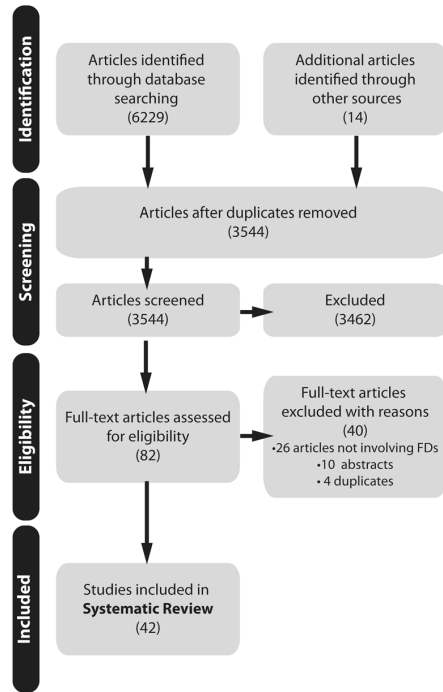 Identification
Articles identified
through database
searching
(6229)
Additional articles
identified through
other sources
(14)
Screening
Articles after duplicates removed
(3544)
Articles screened
(3544)
Excluded
(3462)
Eligibility
Full-text articles assessed
for eligibility
(82)
Full-text articles
excluded with reasons
(40)
•26 articles not involving FDs
•10 abstracts
• 4 duplicates
Included
Studies included in
Systematic Review
(42)